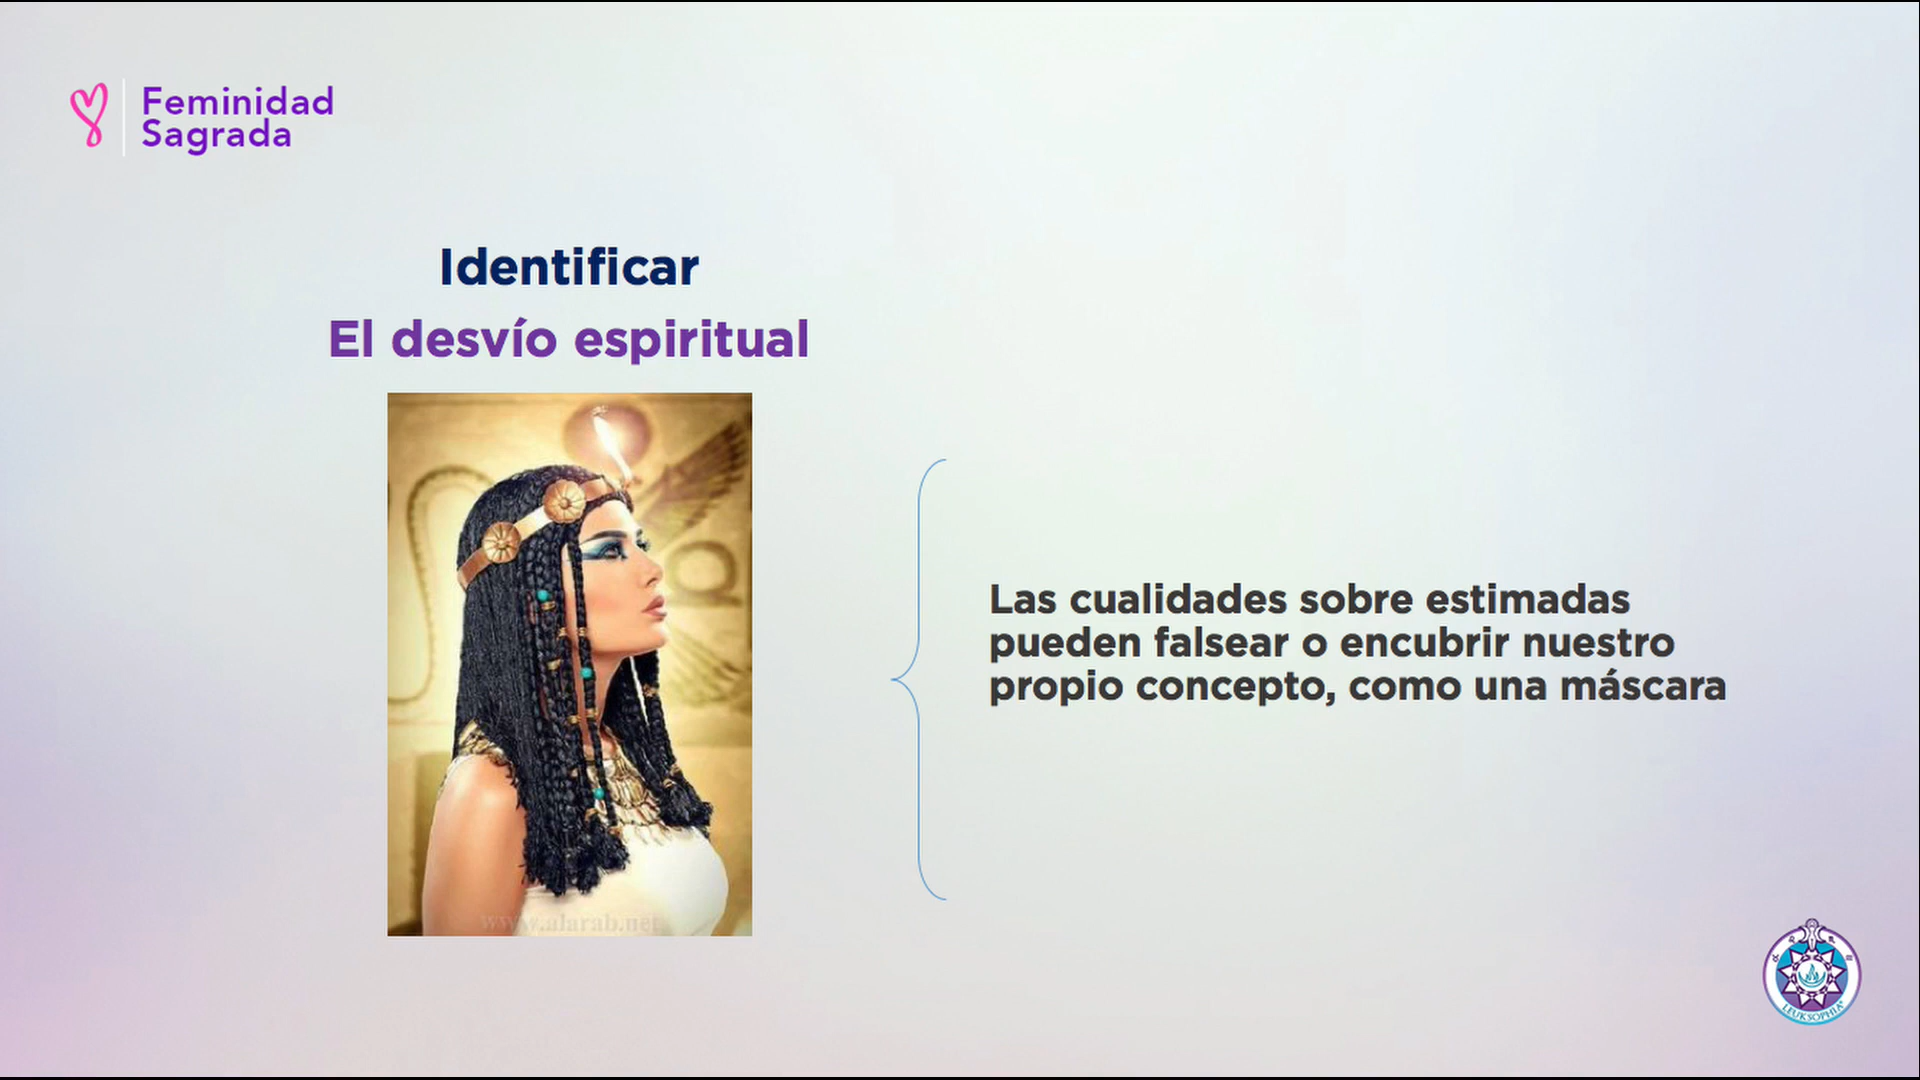 Feminidad
Sagrada
Identificar
El desvío espiritual
Las cualidades sobre estimadas
pueden falsear o encubrir nuestro
propio concepto, como una máscara
www.alarab.net
LEUKSOPHIA